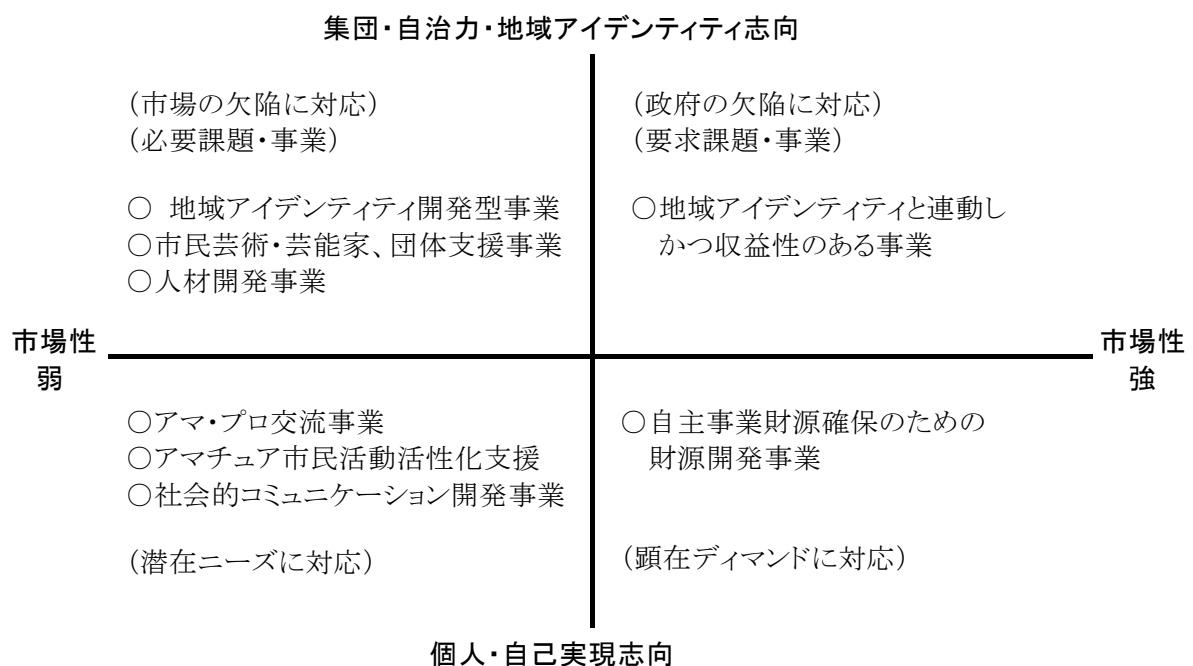 集団・自治力・地域アイデンティティ志向
（市場の欠陥に対応）
（必要課題・事業）
○ 地域アイデンティティ開発型事業
○市民芸術・芸能家、団体支援事業
○人材開発事業
（政府の欠陥に対応）
（要求課題・事業）
○地域アイデンティティと連動し
かつ収益性のある事業
市場性
弱
市場性
強
○アマ・プロ交流事業
○アマチュア市民活動活性化支援
○社会的コミュニケーション開発事業
（潜在ニーズに対応）
○自主事業財源確保のための
財源開発事業
（顕在ディマンドに対応）
個人・自己実現志向